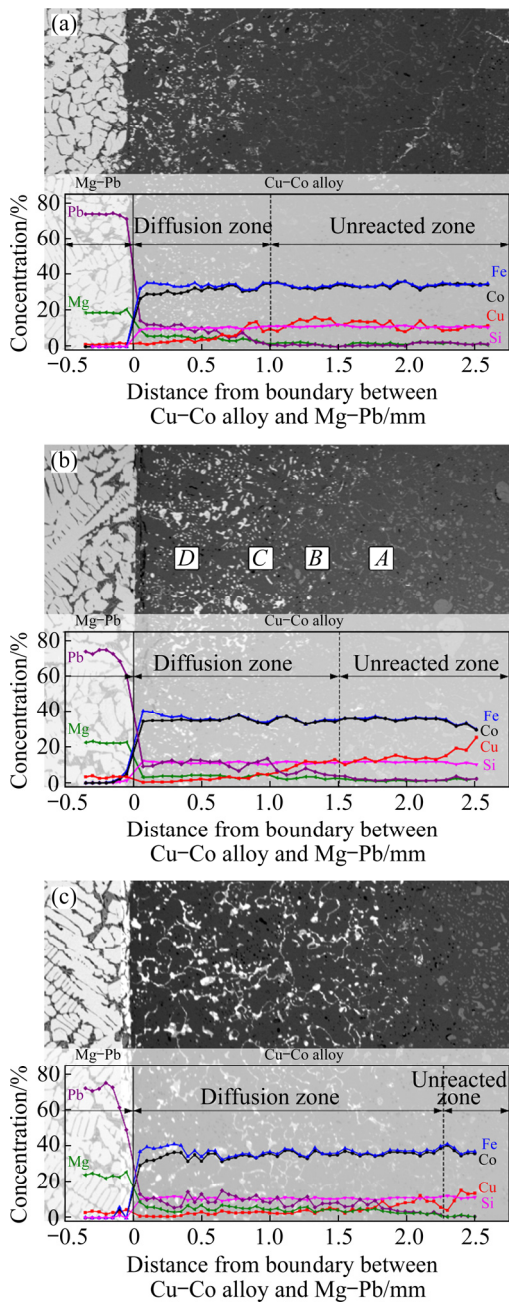 (a)
Mg−Pb Cu−Co alloy
80
Pb
Diffusion zone Unreacted zone
60
Concentration/%
40
Fe
Co
Mg
20
Cu
Si
0
−0.5 0 0.5 1.0 1.5 2.0 2.5
Distance from boundary between
Cu−Co alloy and Mg−Pb/mm
(b)
D C B A
Mg−Pb Cu−Co alloy
80
Pb
Diffusion zone Unreacted zone
60
Concentration/%
40
Fe
Co
Mg
20
Cu
Si
0
−0.5 0 0.5 1.0 1.5 2.0 2.5
Distance from boundary between
Cu−Co alloy and Mg−Pb/mm
(c)
Mg−Pb Cu−Co alloy
80
Pb
Diffusion zone Unreacted
zone
60
Concentration/%
40
Fe
Co
Mg
20
Cu
Si
0
−0.5 0 0.5 1.0 1.5 2.0 2.5
Distance from boundary between
Cu−Co alloy and Mg−Pb/mm